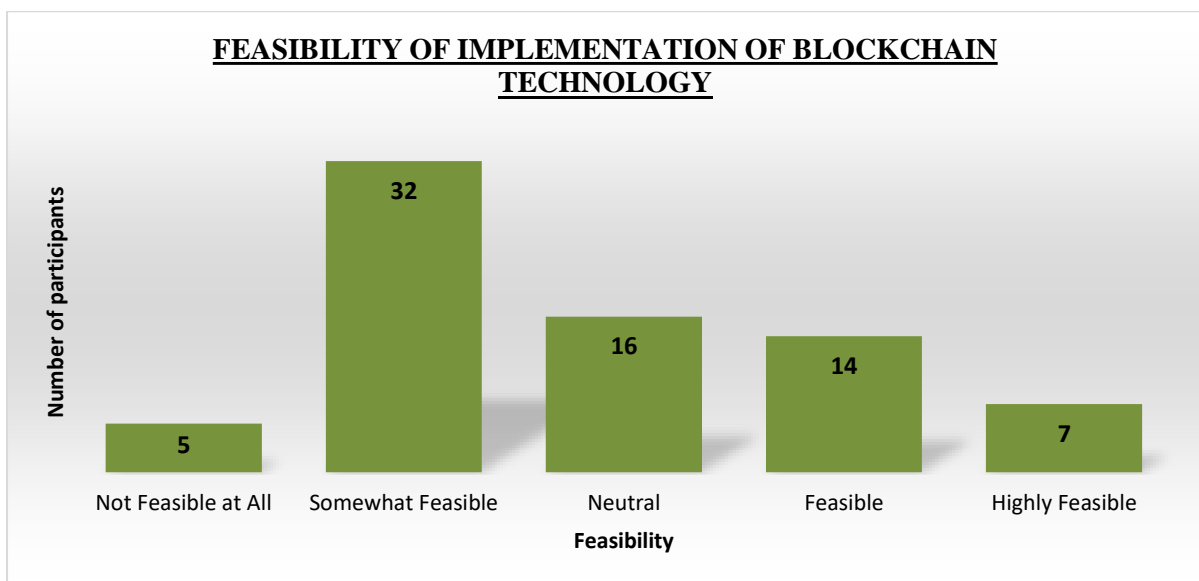 FEASIBILITY OF IMPLEMENTATION OF BLOCKCHAIN
TECHNOLOGY
Number of participants
5
32
16
14
7
Not Feasible at All
Somewhat Feasible
Neutral
Feasible
Highly Feasible
Feasibility